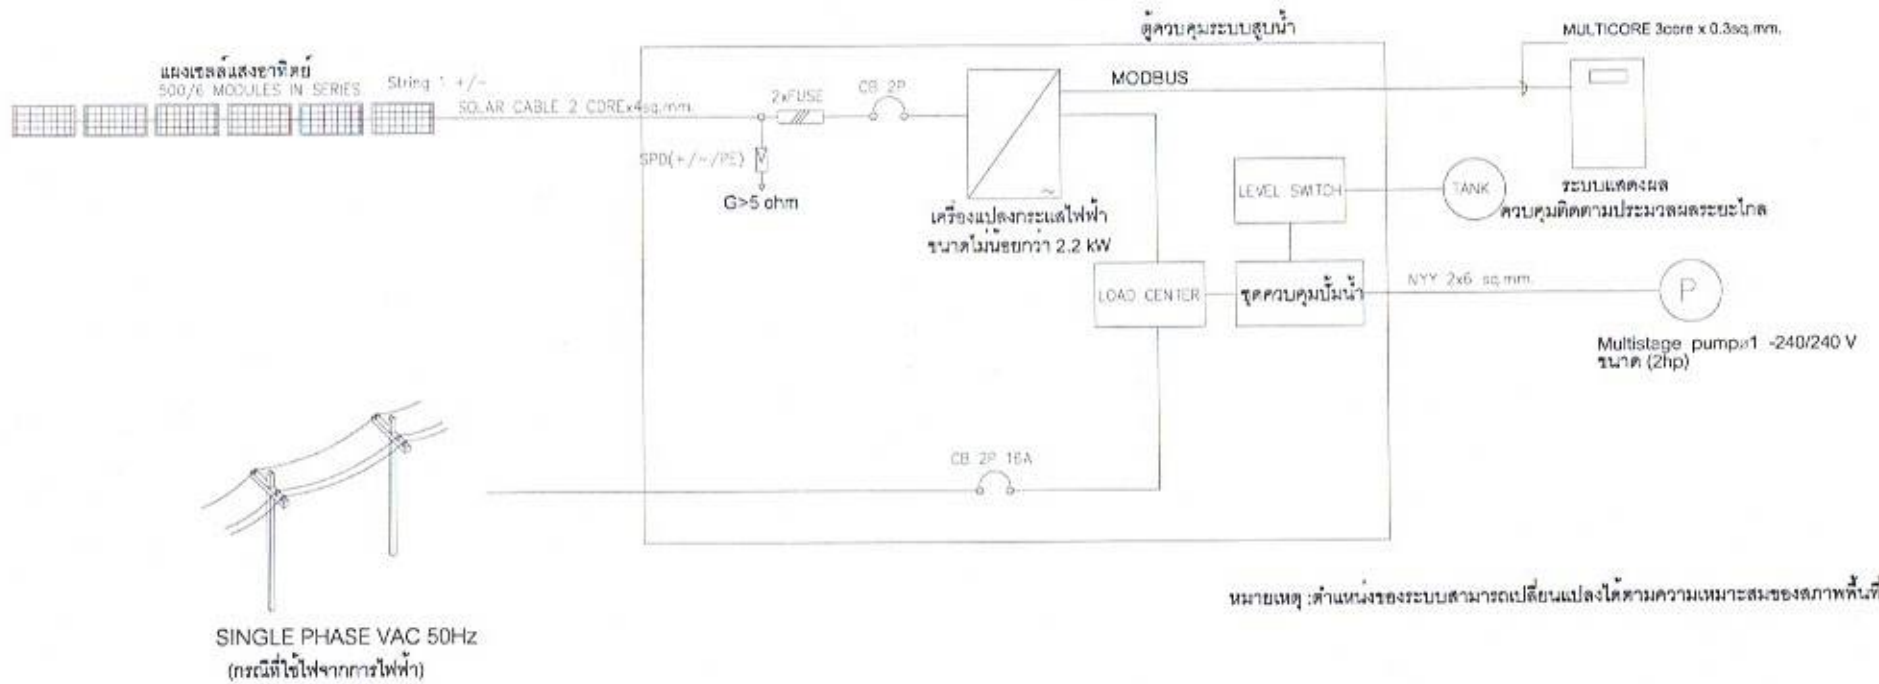 ตู้ควบคุมระบบสูบน้ำ
MULTICORE 3core x 0.3sq.mm.
แผงเซลล์แสงอาทิตย์
500/6 MODULES IN SERIES
String 1 +/-
SOLAR CABLE 2 COREx4sq.mm.
2xFUSE
CB 2P
MODBUS
SPD(+/-/PE)
G>5 ohm
เครื่องแปลงกระแสไฟฟ้า
ขนาดไม่น้อยกว่า 2.2 kW
LEVEL SWITCH
TANK
ระบบแสดงผล
ควบคุมติดตามประมวลผลระยะไกล
LOAD CENTER
ชุดควบคุมปั๊มน้ำ
NYY 2x6 sq.mm.
P
Multistage pumpø1 -240/240 V
ขนาด (2hp)
CB 2P 16A
SINGLE PHASE VAC 50Hz
(กรณีที่ใช้ไฟจากการไฟฟ้า)
หมายเหตุ :ตำแหน่งของระบบสามารถเปลี่ยนแปลงได้ตามความเหมาะสมของสภาพพื้นที่